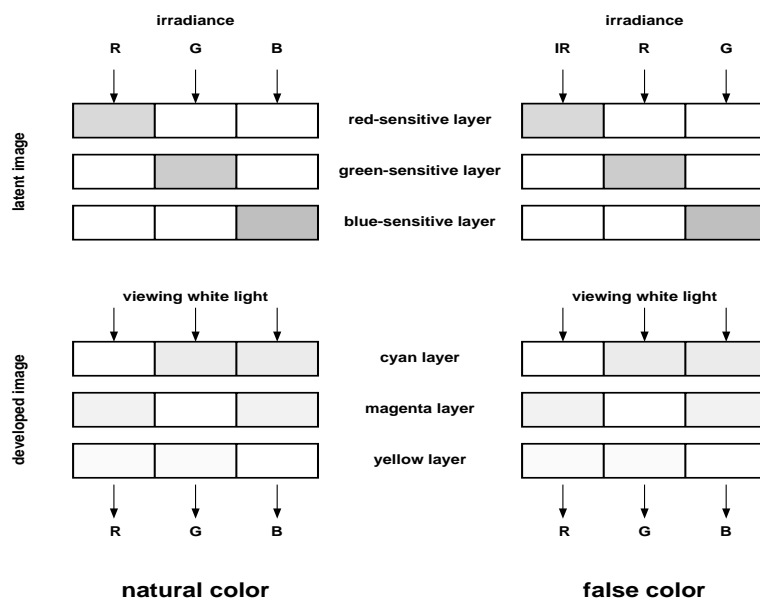 irradiance irradiance
R G B IR R G
latent image
red-sensitive layer
green-sensitive layer
blue-sensitive layer
viewing white light viewing white light
developed image
cyan layer
magenta layer
yellow layer
R G B R G B
natural color false color